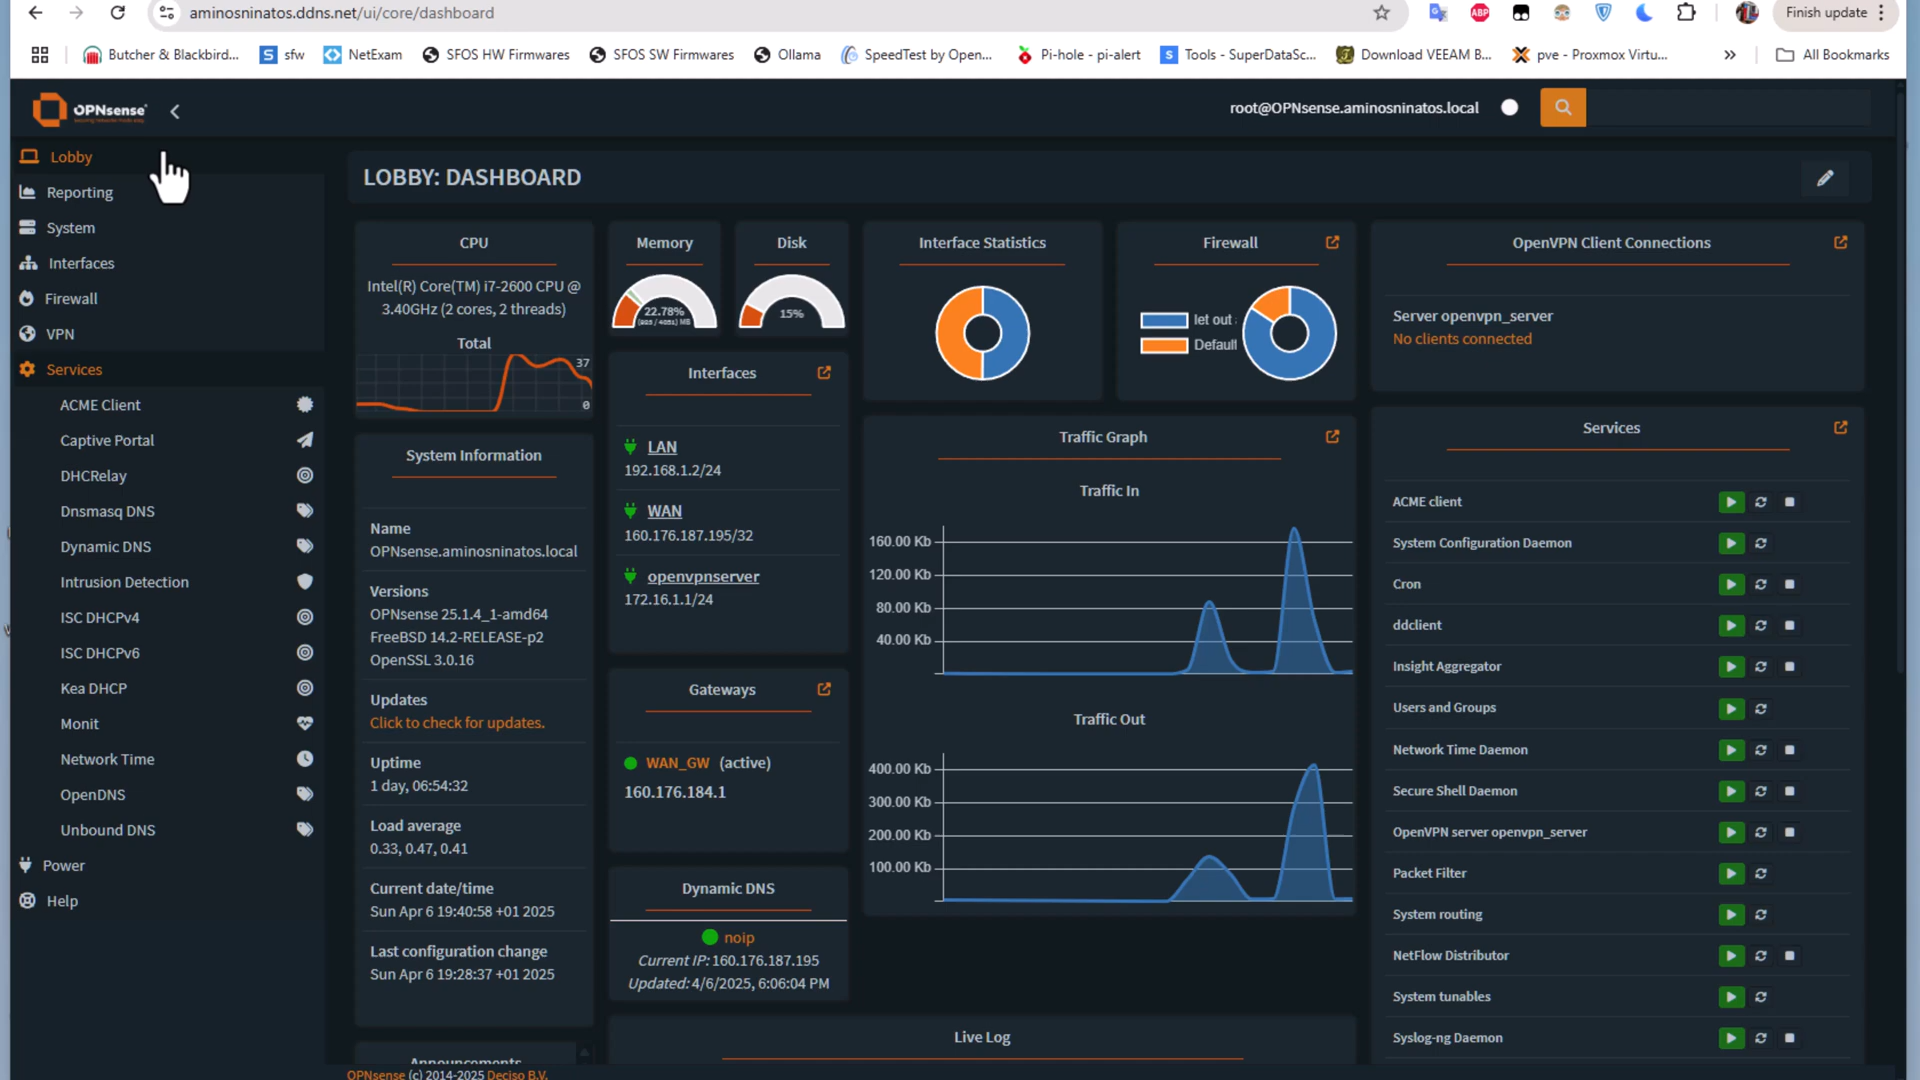 aminosninatos.ddns.net/ui/core/dashboard
ABP
Finish update
Butcher & Blackbird...
sfw
NetExam
SFOS HW Firmwares
SFOS SW Firmwares
Ollama
SpeedTest by Open...
Pi-hole - pi-alert
Tools - SuperDataSc...
Download VEEAM B...
pve - Proxmox Virtu...
All Bookmarks
OPNsense
root@OPNsense.aminosninatos.local
Lobby
Reporting
System
Interfaces
Firewall
VPN
Services
ACME Client
Captive Portal
DHCRelay
Dnsmasq DNS
Dynamic DNS
Intrusion Detection
ISC DHCPv4
ISC DHCPv6
Kea DHCP
Monit
Network Time
OpenDNS
Unbound DNS
Power
Help
LOBBY: DASHBOARD
CPU
Intel(R) Core(TM) i7-2600 CPU @
3.40GHz (2 cores, 2 threads)
Total
37
0
System Information
Name
OPNsense.aminosninatos.local
Versions
OPNsense 25.1.4_1-amd64
FreeBSD 14.2-RELEASE-p2
OpenSSL 3.0.16
Updates
Click to check for updates.
Uptime
1 day, 06:54:32
Load average
0.33, 0.47, 0.41
Current date/time
Sun Apr 6 19:40:58 +01 2025
Last configuration change
Sun Apr 6 19:28:37 +01 2025
Announcements
Memory
22.78%
Disk
15%
Interfaces
LAN
192.168.1.2/24
WAN
160.176.187.195/32
openvpnserver
172.16.1.1/24
Gateways
WAN_GW (active)
160.176.184.1
Dynamic DNS
noip
Current IP: 160.176.187.195
Updated: 4/6/2025, 6:06:04 PM
Interface Statistics
Firewall
let out
Default
Traffic Graph
Traffic In
160.00 Kb
120.00 Kb
80.00 Kb
40.00 Kb
Traffic Out
400.00 Kb
300.00 Kb
200.00 Kb
100.00 Kb
Live Log
OpenVPN Client Connections
Server openvpn_server
No clients connected
Services
ACME client
System Configuration Daemon
Cron
ddclient
Insight Aggregator
Users and Groups
Network Time Daemon
Secure Shell Daemon
OpenVPN server openvpn_server
Packet Filter
System routing
NetFlow Distributor
System tunables
Syslog-ng Daemon
OPNsense (c) 2014-2025 Deciso B.V.